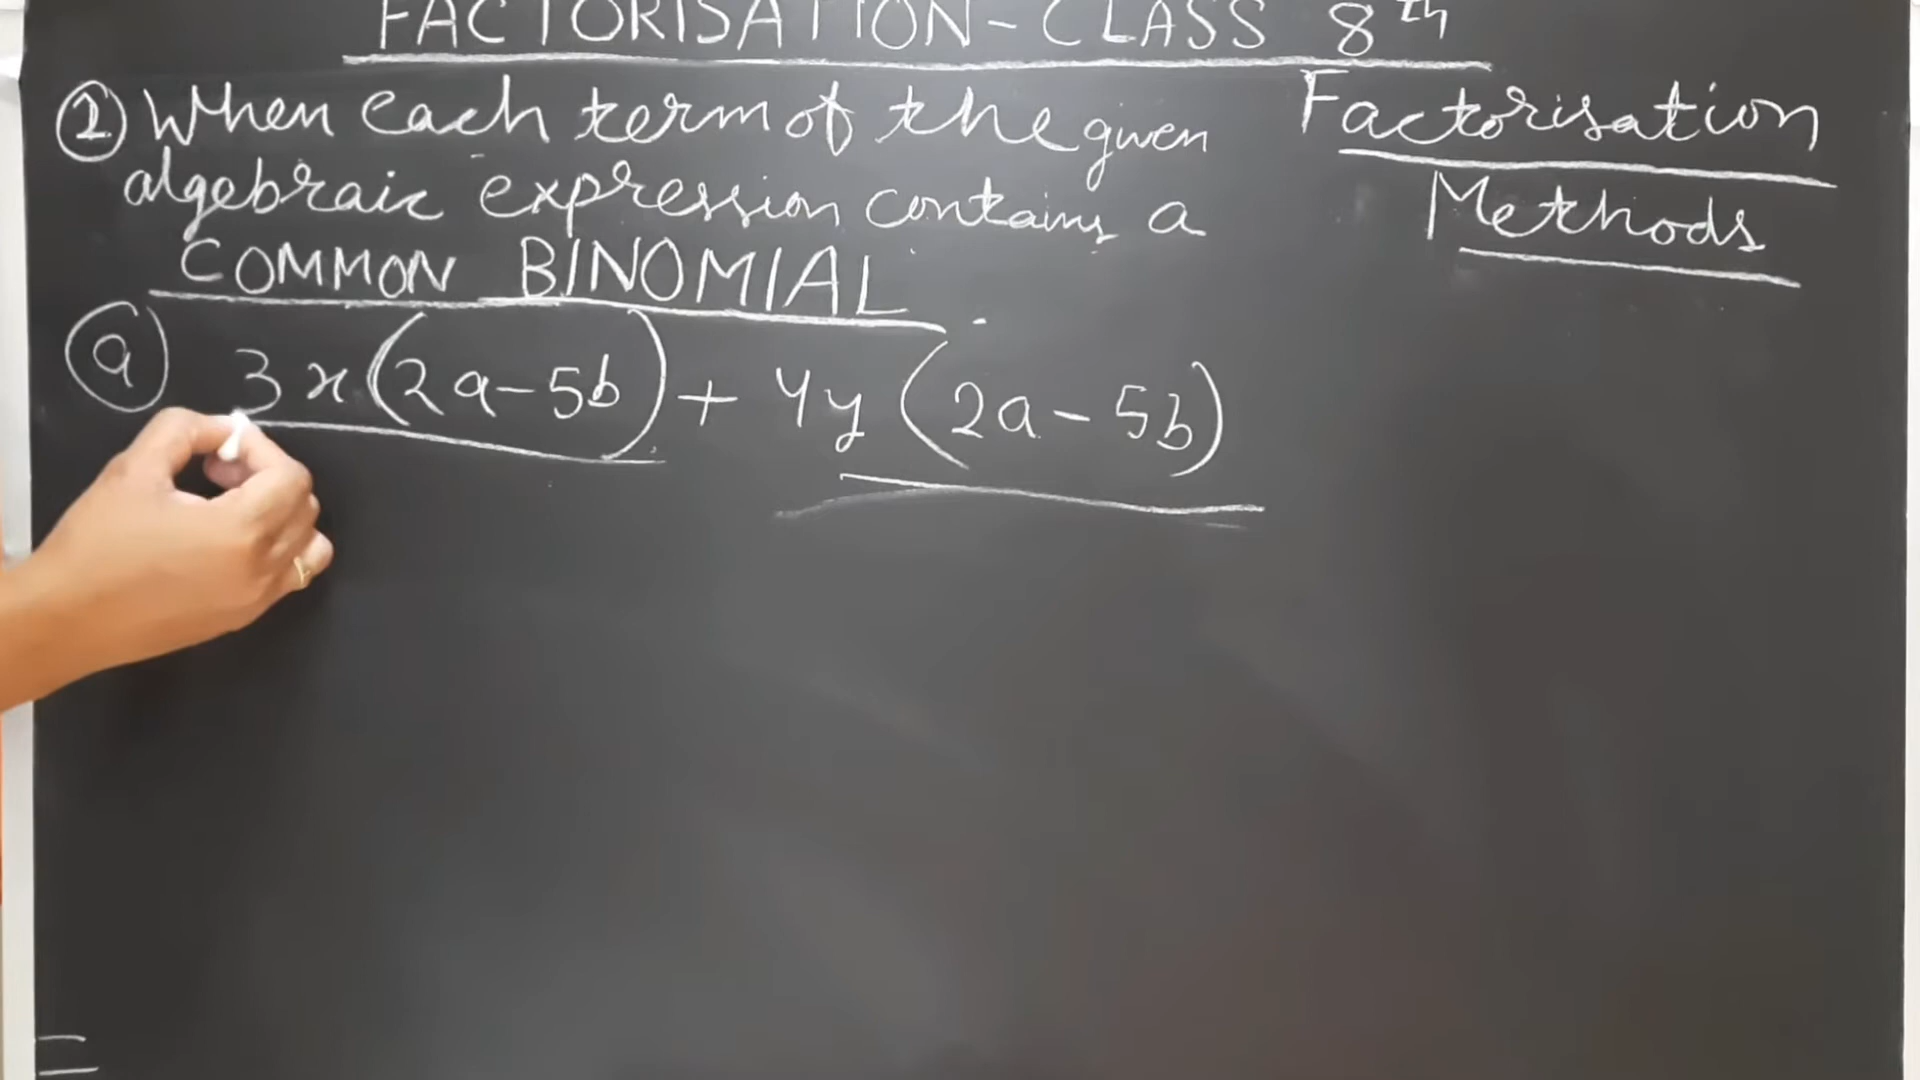 FACTORISATION - CLASS 8th
② When each term of the given
algebraic expression contains a
COMMON BINOMIAL
ⓐ 3x(2a-5b) + 4y(2a-5b)
Factorisation
Methods
=